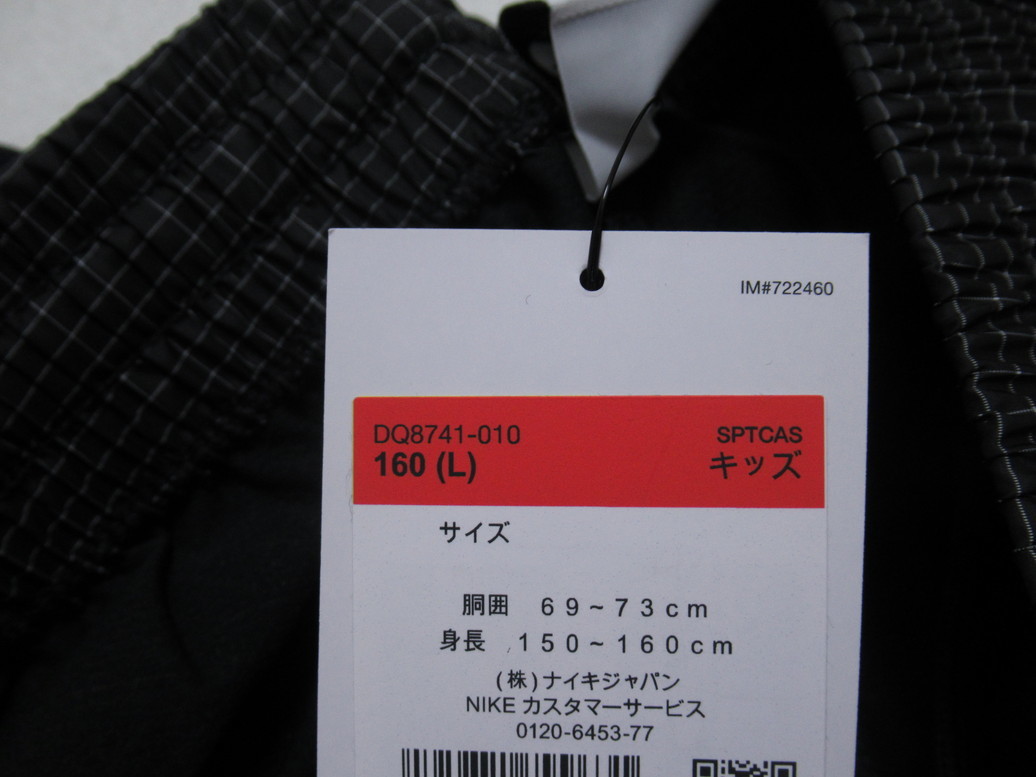 IM#722460
DQ8741-010 SPTCAS
160 (L) キッズ
サイズ
胴囲 69~73cm
身長 150~160cm
(株)ナイキジャパン
NIKE カスタマーサービス
0120-6453-77